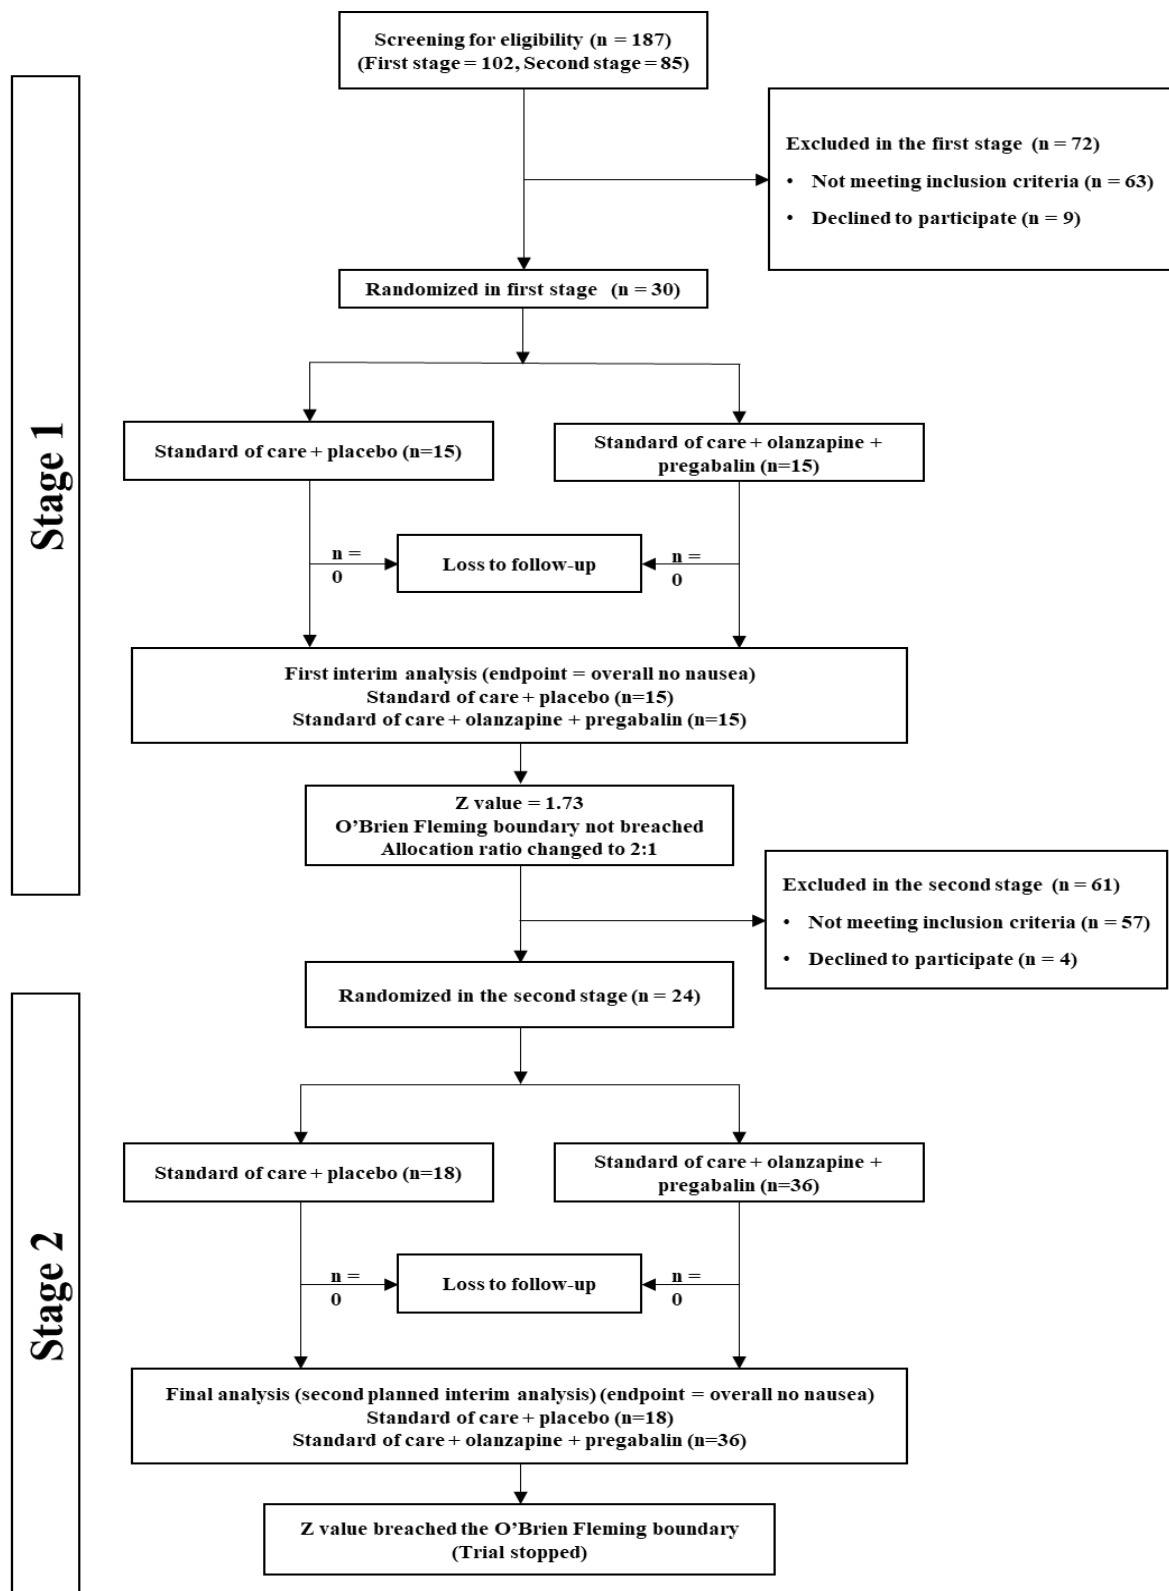 Screening for eligibility (n = 187)
(First stage = 102, Second stage = 85)
Excluded in the first stage (n = 72)
• Not meeting inclusion criteria (n = 63)
• Declined to participate (n = 9)
Randomized in first stage (n = 30)
Stage 1
Standard of care + placebo (n=15)
Standard of care + olanzapine +
pregabalin (n=15)
n =
0
Loss to follow-up
n =
0
First interim analysis (endpoint = overall no nausea)
Standard of care + placebo (n=15)
Standard of care + olanzapine + pregabalin (n=15)
Z value = 1.73
O’Brien Fleming boundary not breached
Allocation ratio changed to 2:1
Excluded in the second stage (n = 61)
• Not meeting inclusion criteria (n = 57)
• Declined to participate (n = 4)
Randomized in the second stage (n = 24)
Stage 2
Standard of care + placebo (n=18)
Standard of care + olanzapine +
pregabalin (n=36)
n =
0
Loss to follow-up
n =
0
Final analysis (second planned interim analysis) (endpoint = overall no nausea)
Standard of care + placebo (n=18)
Standard of care + olanzapine + pregabalin (n=36)
Z value breached the O’Brien Fleming boundary
(Trial stopped)